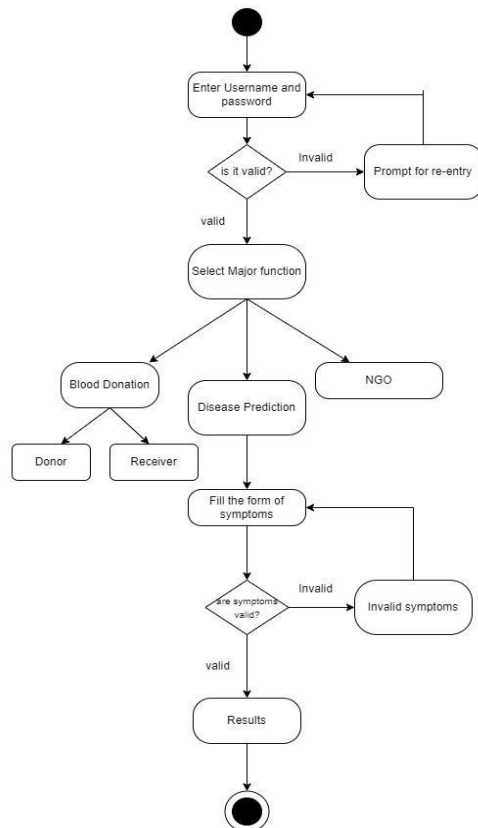 Enter Username and
password
is it valid?
Invalid
Prompt for re-entry
valid
Select Major function
Blood Donation
Disease Prediction
NGO
Donor
Receiver
Fill the form of
symptoms
are symptoms
valid?
Invalid
Invalid symptoms
valid
Results